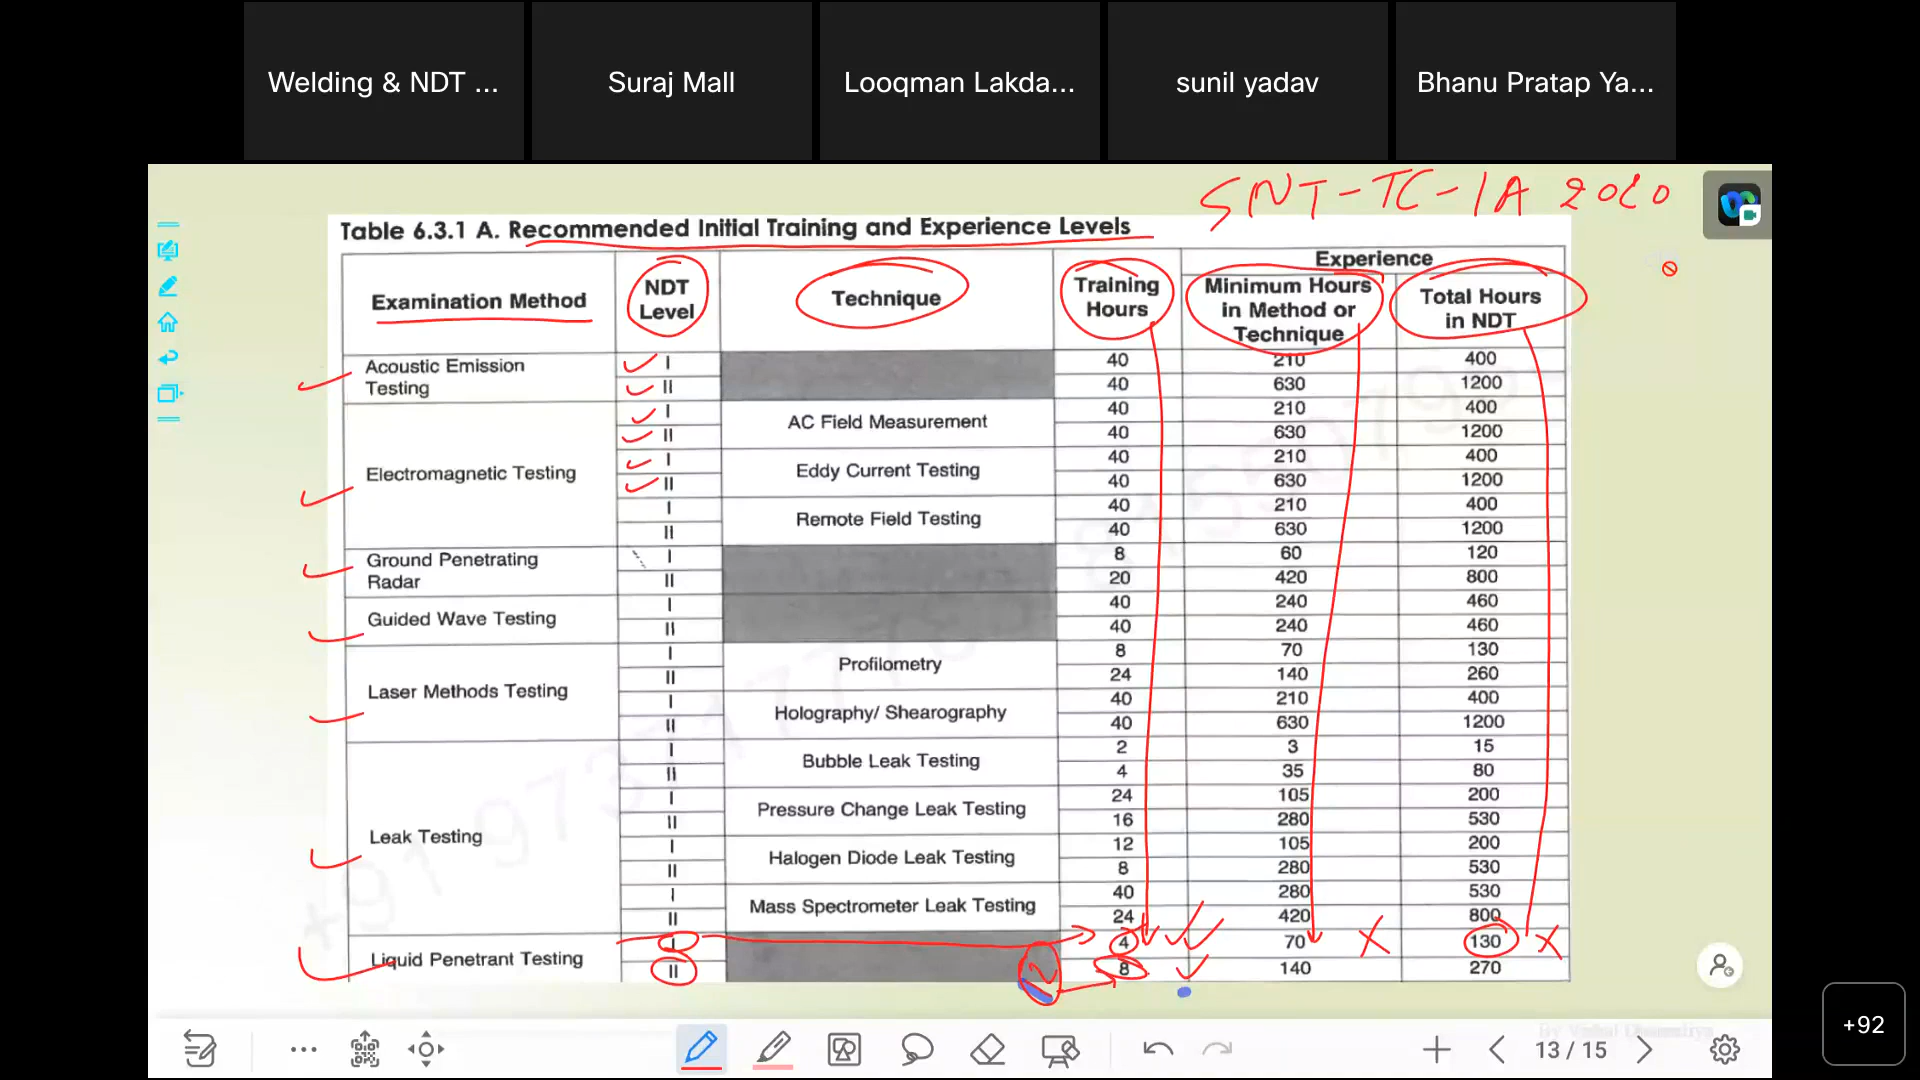 Welding & NDT ...
Suraj Mall
Looqman Lakda...
sunil yadav
Bhanu Pratap Ya...
SNT-TC-1A 2020
Table 6.3.1 A. Recommended Initial Training and Experience Levels
Examination Method NDT Level Technique Training Hours Experience
Minimum Hours in Method or Technique Total Hours in NDT
Acoustic Emission Testing I 40 210 400
II 40 630 1200
Electromagnetic Testing I AC Field Measurement 40 210 400
II 40 630 1200
I Eddy Current Testing 40 210 400
II 40 630 1200
I Remote Field Testing 40 210 400
II 40 630 1200
Ground Penetrating Radar I 8 60 120
II 20 420 800
Guided Wave Testing I 40 240 460
II 40 240 460
Laser Methods Testing I Profilometry 8 70 130
II 24 140 260
I Holography/ Shearography 40 210 400
II 40 630 1200
Leak Testing I Bubble Leak Testing 2 3 15
II 4 35 80
I Pressure Change Leak Testing 24 105 200
II 16 280 530
I Halogen Diode Leak Testing 12 105 200
II 8 280 530
I Mass Spectrometer Leak Testing 40 280 530
II 24 420 800
Liquid Penetrant Testing I 4 70 130
II 8 140 270
13 / 15
+92